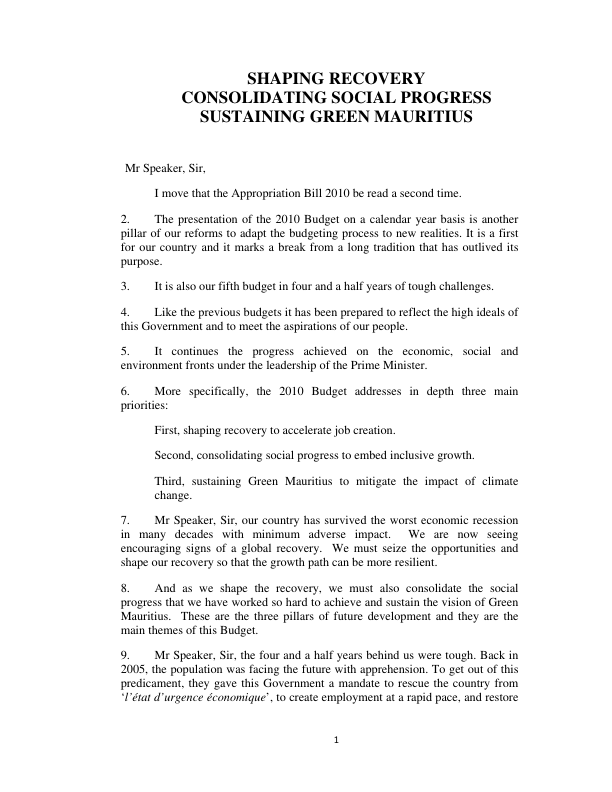 SHAPING RECOVERY
CONSOLIDATING SOCIAL PROGRESS
SUSTAINING GREEN MAURITIUS
Mr Speaker, Sir,
I move that the Appropriation Bill 2010 be read a second time.
2. The presentation of the 2010 Budget on a calendar year basis is another
pillar of our reforms to adapt the budgeting process to new realities. It is a first
for our country and it marks a break from a long tradition that has outlived its
purpose.
3. It is also our fifth budget in four and a half years of tough challenges.
4. Like the previous budgets it has been prepared to reflect the high ideals of
this Government and to meet the aspirations of our people.
5. It continues the progress achieved on the economic, social and
environment fronts under the leadership of the Prime Minister.
6. More specifically, the 2010 Budget addresses in depth three main
priorities:
First, shaping recovery to accelerate job creation.
Second, consolidating social progress to embed inclusive growth.
Third, sustaining Green Mauritius to mitigate the impact of climate
change.
7. Mr Speaker, Sir, our country has survived the worst economic recession
in many decades with minimum adverse impact. We are now seeing
encouraging signs of a global recovery. We must seize the opportunities and
shape our recovery so that the growth path can be more resilient.
8. And as we shape the recovery, we must also consolidate the social
progress that we have worked so hard to achieve and sustain the vision of Green
Mauritius. These are the three pillars of future development and they are the
main themes of this Budget.
9. Mr Speaker, Sir, the four and a half years behind us were tough. Back in
2005, the population was facing the future with apprehension. To get out of this
predicament, they gave this Government a mandate to rescue the country from
‘l’état d’urgence économique’, to create employment at a rapid pace, and restore
1